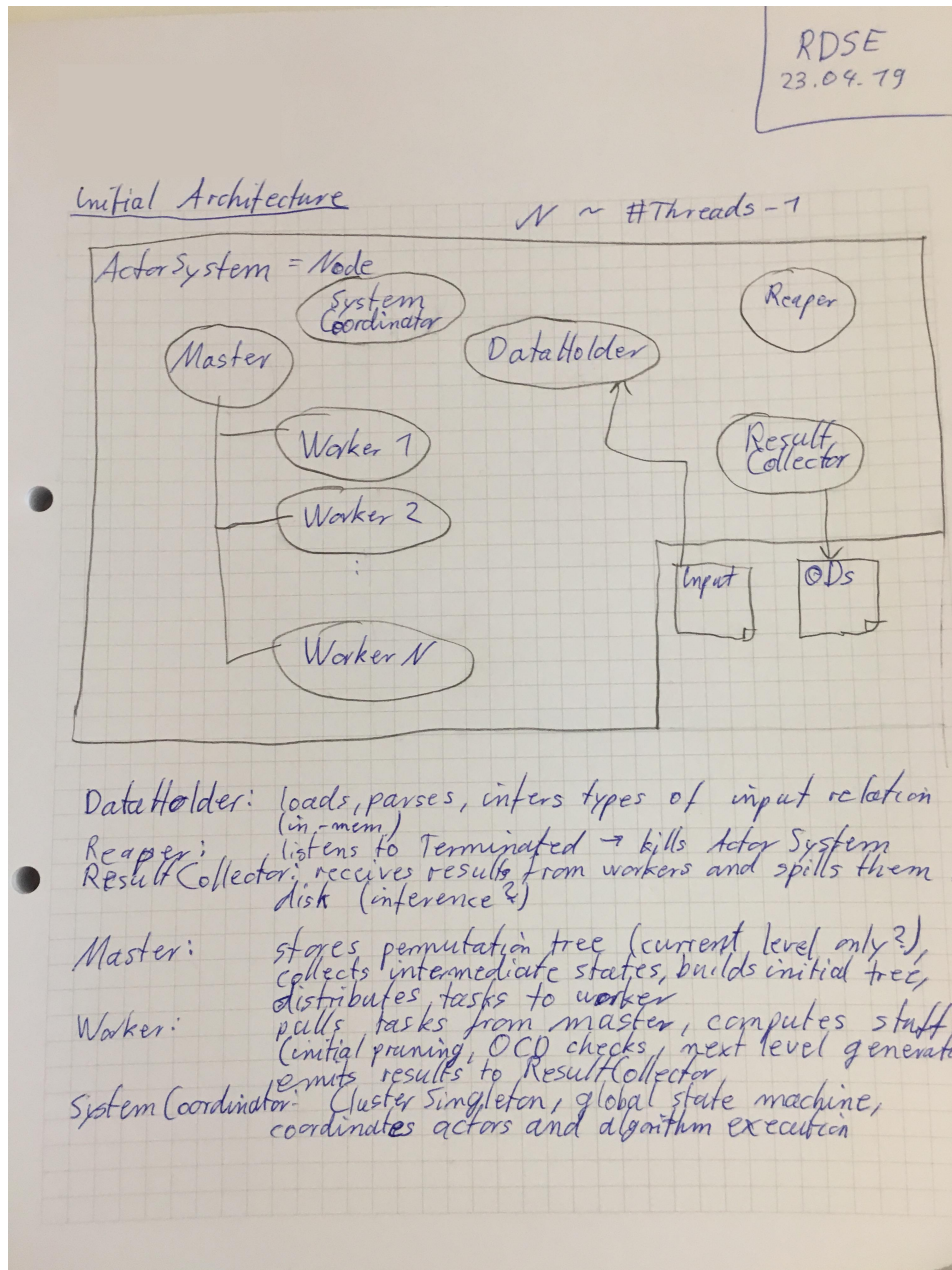 RDSE
23.04.19
Initial Architecture
N ~ #Threads-1
ActorSystem = Node
System
Coordinator
Reaper
Master
DataHolder
Worker 1
Result
Collector
Worker 2
:
Input
ODs
Worker N
DataHolder: loads, parses, infers types of input relation
(in-mem)
Reaper: listens to Terminated → kills Actor System
ResultCollector: receives results from workers and spills them
disk (inference?)
Master: stores permutation tree (current level only?),
collects intermediate states, builds initial tree,
distributes tasks to worker
Worker: pulls tasks from master, computes stuff
(initial pruning, OCD checks, next level generat
emits results to ResultCollector
System Coordinator: Cluster Singleton, global state machine,
coordinates actors and algorithm execution